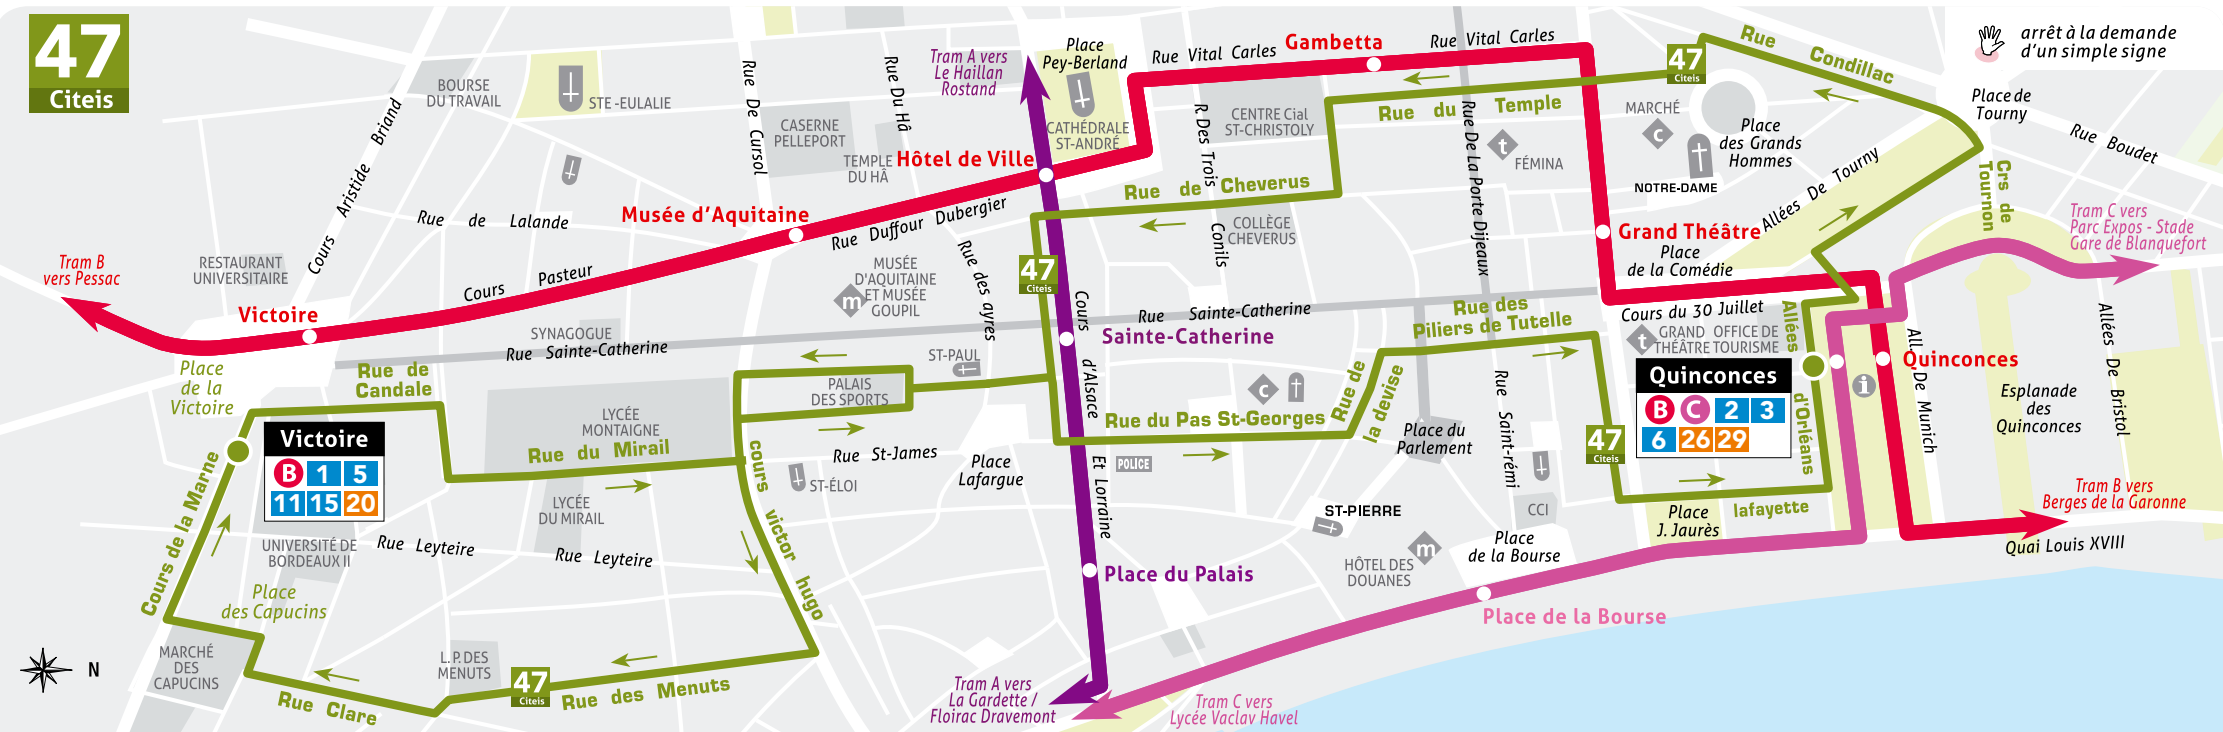 47
Citeis
arrêt à la demande
d'un simple signe
Tram A vers
Le Haillan
Rostand
Place
Pey-Berland
CATHÉDRALE
ST-ANDRÉ
Rue Vital Carles
Gambetta
Rue Vital Carles
47
Citeis
Rue Condillac
Place de
Tourny
Rue Boudet
BOURSE
DU TRAVAIL
STE -EULALIE
Rue De Cursol
Rue Du Hâ
CASERNE
PELLEPORT
TEMPLE
DU HÂ
Hôtel de Ville
R. Des Trois
Conils
CENTRE Cial
ST-CHRISTOLY
Rue du Temple
Rue De La Porte Dijeaux
FÉMINA
MARCHÉ
Place
des Grands
Hommes
NOTRE-DAME
Allées De Tourny
Crs de
Tournon
Cours Aristide Briand
Rue de Lalande
Musée d'Aquitaine
Rue Duffour Dubergier
Rue de Cheverus
COLLÈGE
CHEVERUS
Grand Théâtre
Place
de la Comédie
Tram C vers
Parc Expos - Stade
Gare de Blanquefort
Tram B
vers Pessac
RESTAURANT
UNIVERSITAIRE
Cours Pasteur
MUSÉE
D'AQUITAINE
ET MUSÉE
GOUPIL
m
Rue des ayres
47
Citeis
Victoire
SYNAGOGUE
Rue Sainte-Catherine
Cours d'Alsace Et Lorraine
Rue Sainte-Catherine
Sainte-Catherine
Rue des
Piliers de Tutelle
Cours du 30 Juillet
GRAND
THÉÂTRE
OFFICE DE
TOURISME
Allées d'Orléans
All. De Munich
Allées De Bristol
Quinconces
Esplanade
des
Quinconces
Place
de la
Victoire
Rue de
Candale
ST-PAUL
PALAIS
DES SPORTS
LYCÉE
MONTAIGNE
Rue du Mirail
cours victor hugo
Rue St-James
ST-ÉLOI
Place
Lafargue
Rue du Pas St-Georges
POLICE
Rue de
la devise
Place du
Parlement
Rue Saint-rémi
47
Citeis
Quinconces
B C 2 3
6 26 29
Victoire
B 1 5
11 15 20
Cours de la Marne
LYCÉE
DU MIRAIL
UNIVERSITÉ DE
BORDEAUX II
Rue Leyteire
Rue Leyteire
Place
des Capucins
ST-PIERRE
CCI
HÔTEL DES
DOUANES
m
Place
de la Bourse
Place
J. Jaurès
lafayette
Tram B vers
Berges de la Garonne
Quai Louis XVIII
Place du Palais
Place de la Bourse
N
MARCHÉ
DES
CAPUCINS
Rue Clare
L.P. DES
MENUTS
47
Citeis
Rue des Menuts
Tram A vers
La Gardette /
Floirac Dravemont
Tram C vers
Lycée Vaclav Havel
c
t
c
t
i